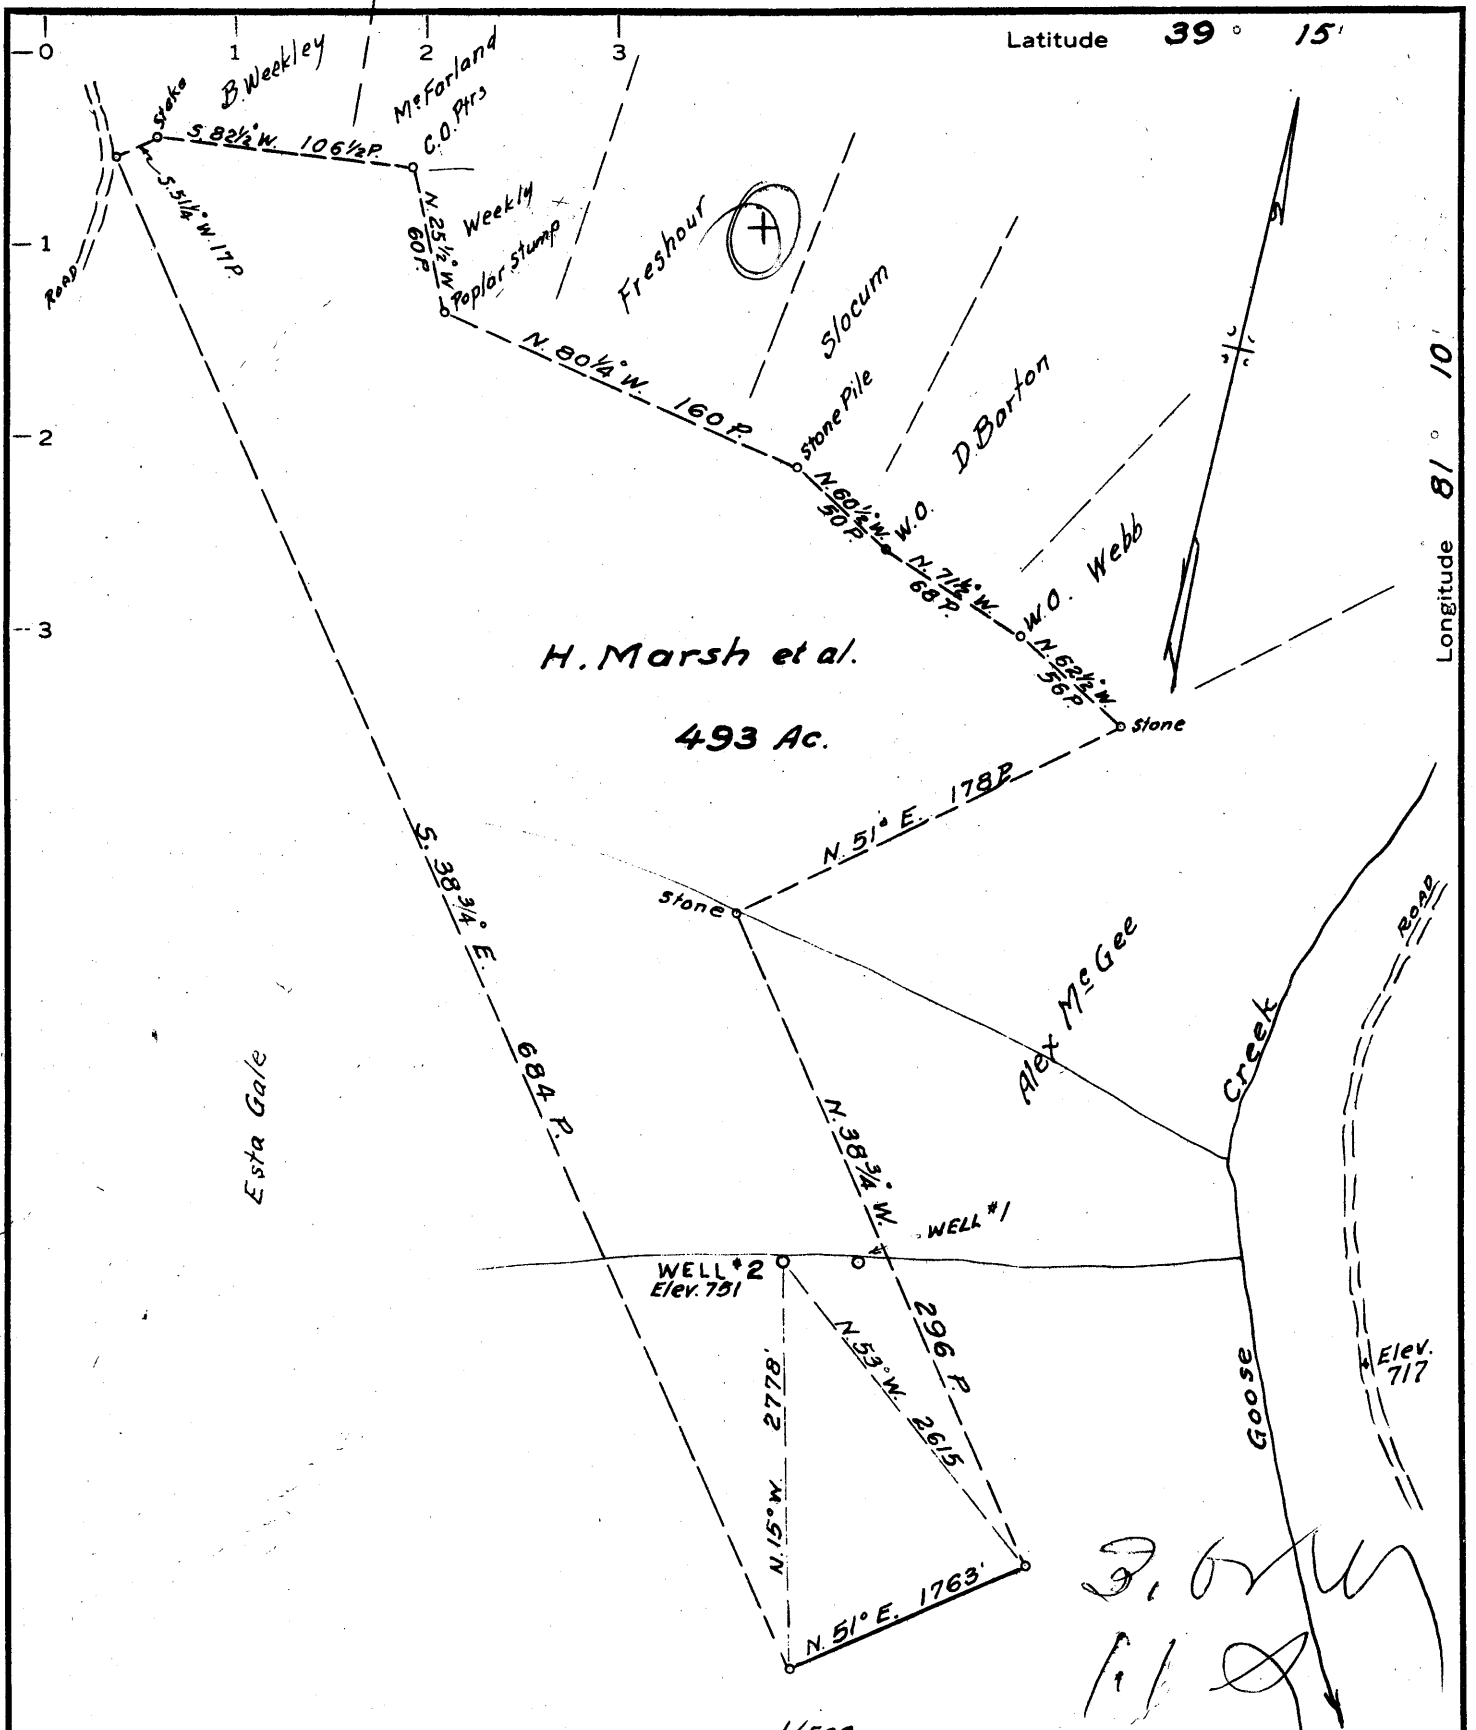 0 1 2 3
Latitude 39° 15'
1
2
3
Longitude 81° 10'
Stake
B. Weekley
McFarland
C.O. Ptrs
S. 82½° W. 106½ P.
S. 51¼° W. 17 P.
ROAD
N. 25½° W
60 P.
Weekly
Poplar Stump
Freshour
Slocum
N. 80¼° W. 160 P.
Stone Pile
D. Barton
N. 60½° W.
50 P.
W.O.
N. 71½° W.
68 P.
W.O. Webb
N. 62½° W.
56 P.
Stone
H. Marsh et al.
493 Ac.
N. 51° E. 178 P.
Stone
S. 38¾° E. 684 P.
Alex McGee
ROAD
Goose Creek
Esta Gale
N. 38¾° W. 296 P.
WELL #1
WELL #2
Elev. 751
N. 53° W. 2615
N. 15° W. 2778'
Elev.
717
N. 51° E. 1763'